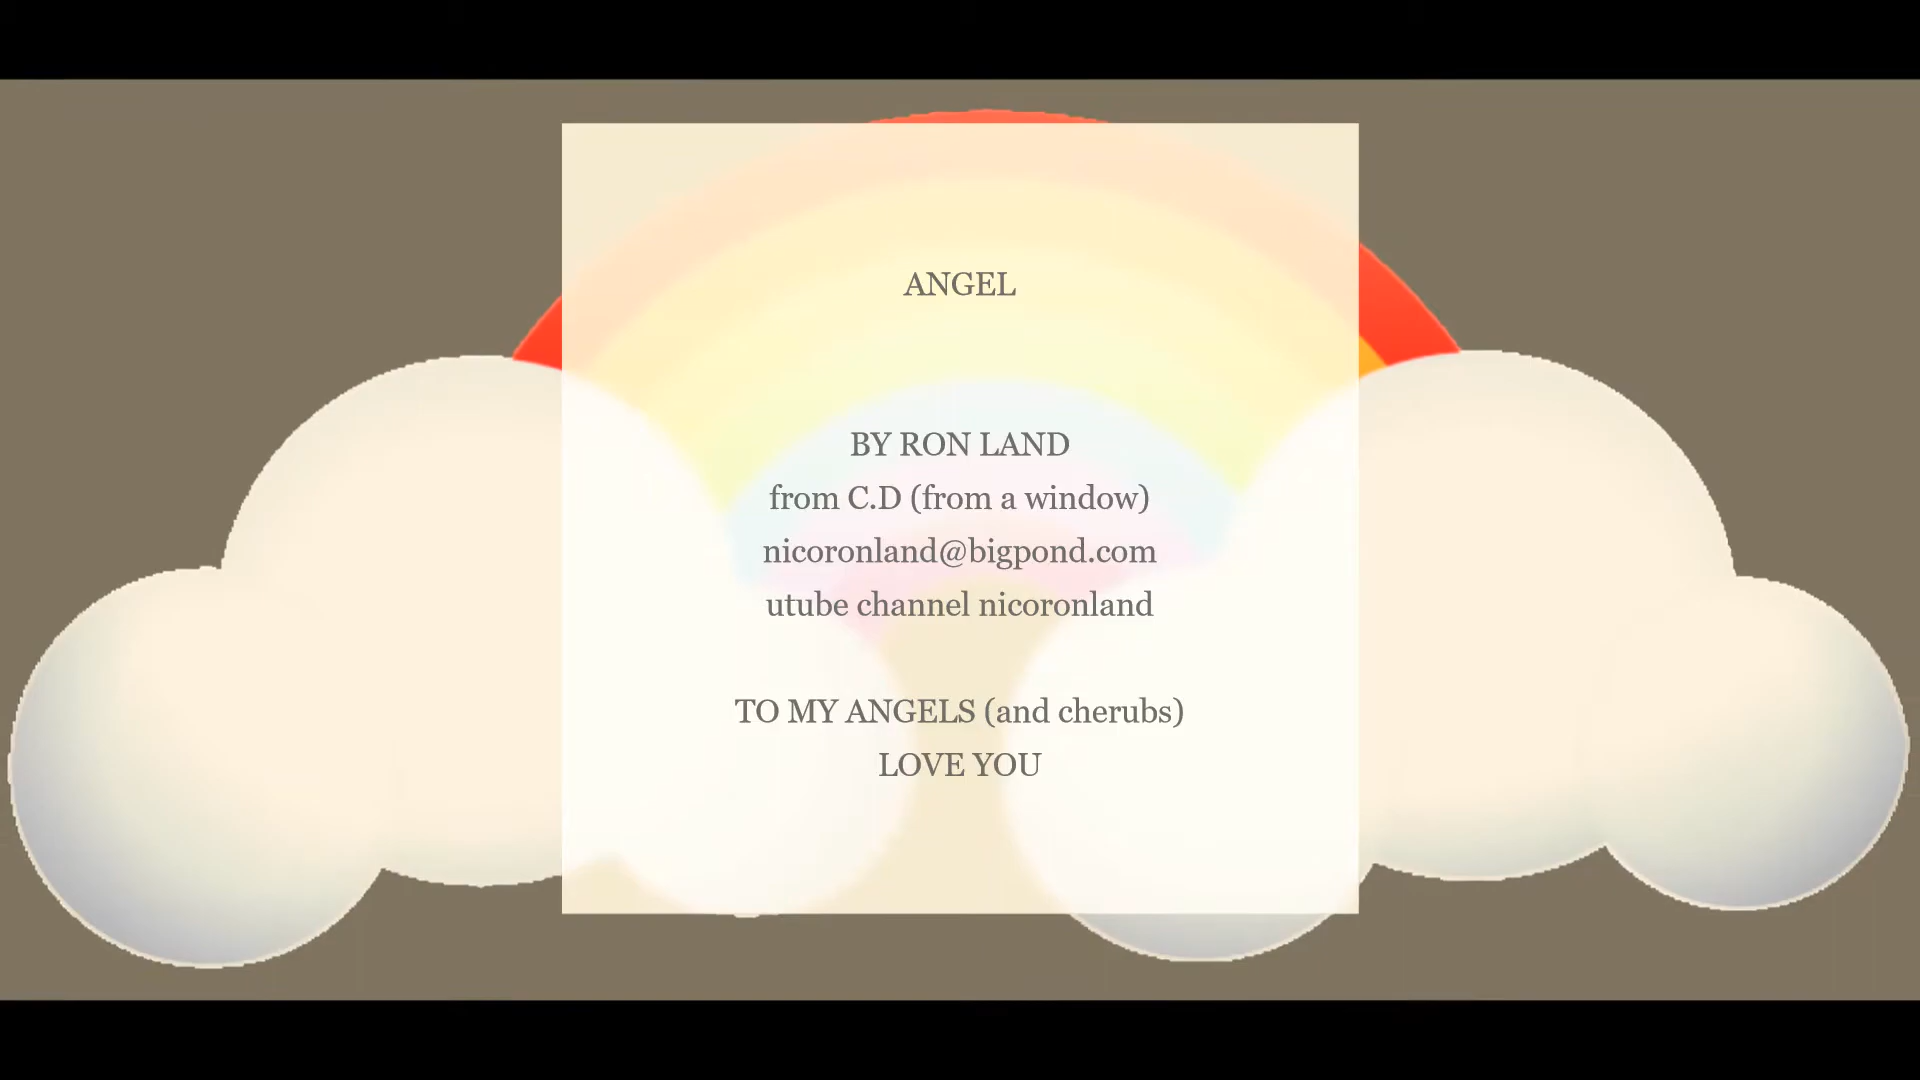 ANGEL
BY RON LAND
from C.D (from a window)
nicoronland@bigpond.com
utube channel nicoronland
TO MY ANGELS (and cherubs)
LOVE YOU